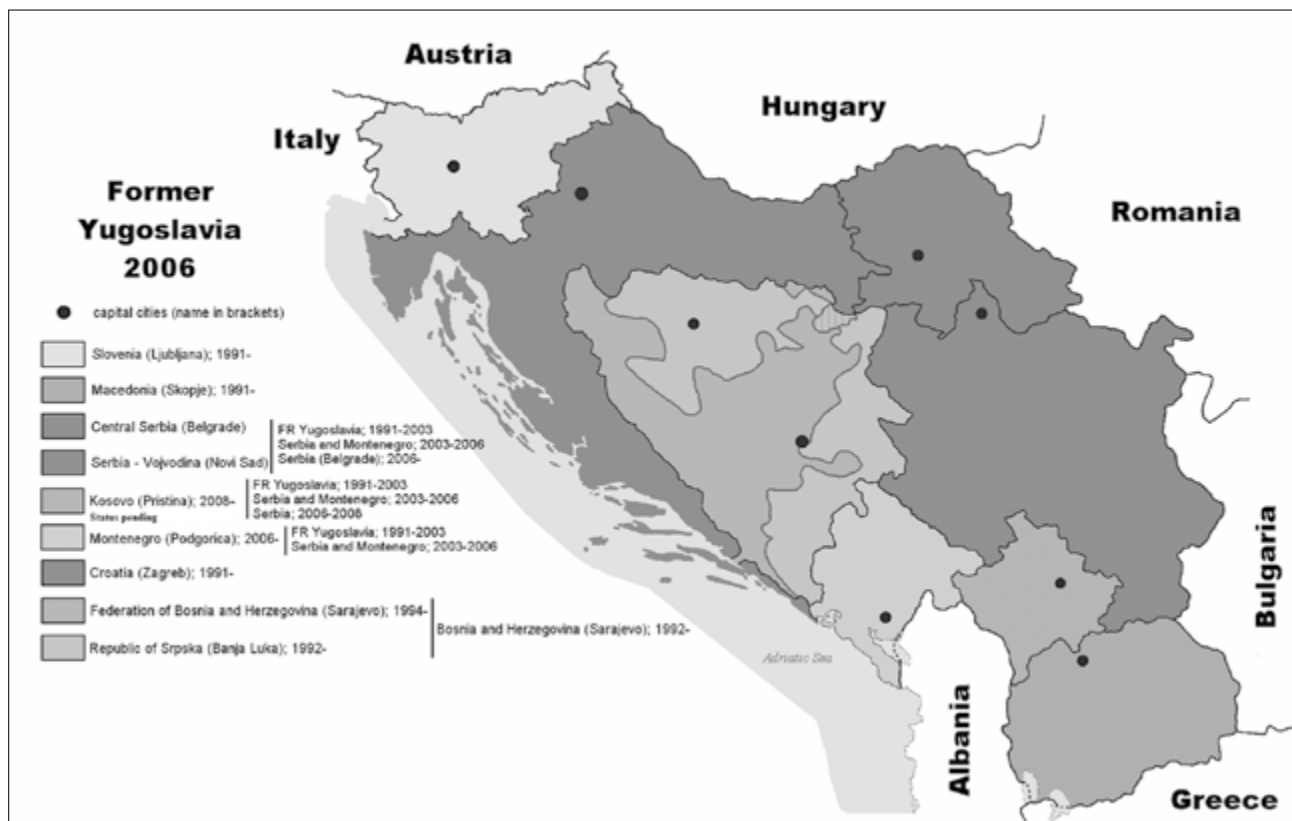 Austria
Hungary
Italy
Romania
Former
Yugoslavia
2006
capital cities (name in brackets)
Slovenia (Ljubljana); 1991-
Macedonia (Skopje); 1991-
Central Serbia (Belgrade)
FR Yugoslavia; 1991-2003
Serbia and Montenegro; 2003-2006
Serbia (Belgrade); 2006-
Serbia - Vojvodina (Novi Sad)
Kosovo (Pristina); 2008-
Status pending
FR Yugoslavia; 1991-2003
Serbia and Montenegro; 2003-2006
Serbia; 2006-2008
Montenegro (Podgorica); 2006-
FR Yugoslavia; 1991-2003
Serbia and Montenegro; 2003-2006
Croatia (Zagreb); 1991-
Federation of Bosnia and Herzegovina (Sarajevo); 1994-
Republic of Srpska (Banja Luka); 1992-
Bosnia and Herzegovina (Sarajevo); 1992-
Adriatic Sea
Bulgaria
Albania
Greece